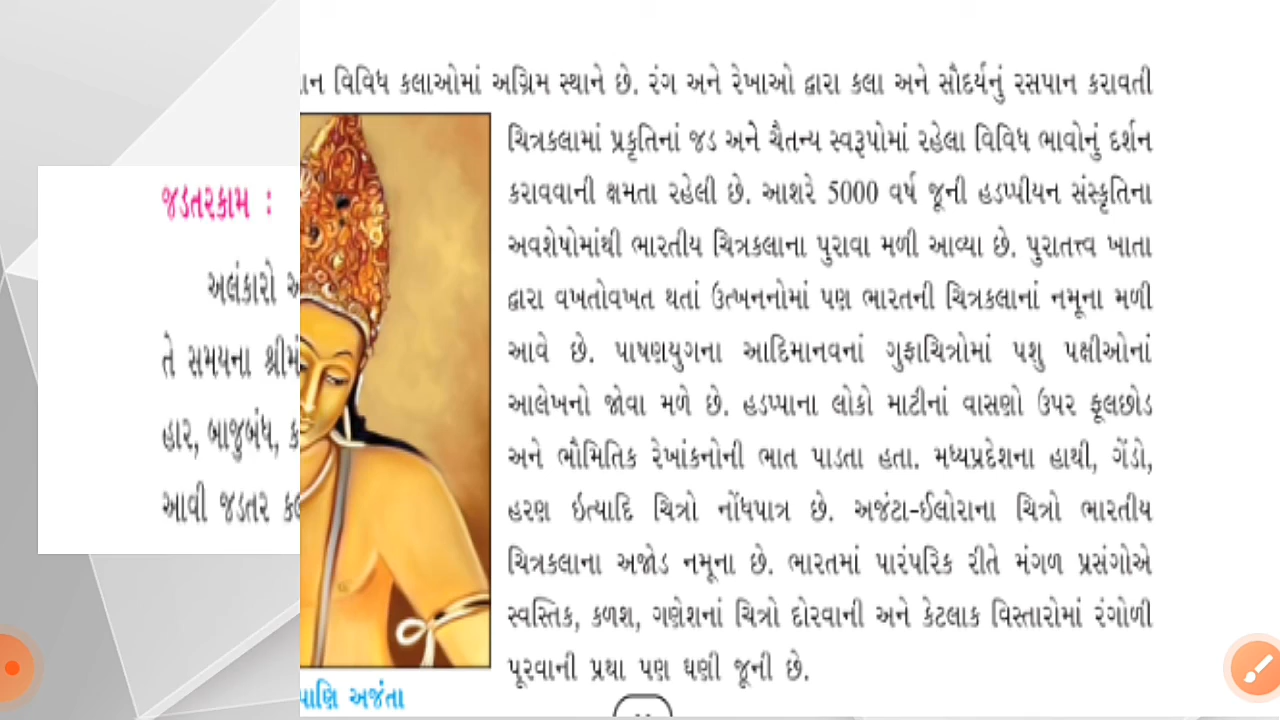 વિવિધ કલાઓમાં અગ્રિમ સ્થાને છે. રંગ અને રેખાઓ દ્વારા કલા અને સૌદર્યનું રસપાન કરાવતી
ચિત્રકલામાં પ્રકૃતિનાં જડ અને ચૈતન્ય સ્વરૂપોમાં રહેલા વિવિધ ભાવોનું દર્શન
કરાવવાની ક્ષમતા રહેલી છે. આશરે 5000 વર્ષ જૂની હડપ્પીયન સંસ્કૃતિના
અવશેષોમાંથી ભારતીય ચિત્રકલાના પુરાવા મળી આવ્યા છે. પુરાતત્ત્વ ખાતા
દ્વારા વખતોવખત થતાં ઉત્ખનનોમાં પણ ભારતની ચિત્રકલાનાં નમૂના મળી
આવે છે. પાષણયુગના આદિમાનવનાં ગુફાચિત્રોમાં પશુ પક્ષીઓનાં
આલેખનો જોવા મળે છે. હડપ્પાના લોકો માટીનાં વાસણો ઉપર ફૂલછોડ
અને ભૌમિતિક રેખાંકનોની ભાત પાડતા હતા. મધ્યપ્રદેશના હાથી, ગેંડો,
હરણ ઇત્યાદિ ચિત્રો નોંધપાત્ર છે. અજંટા-ઈલોરાના ચિત્રો ભારતીય
ચિત્રકલાના અજોડ નમૂના છે. ભારતમાં પારંપરિક રીતે મંગળ પ્રસંગોએ
સ્વસ્તિક, કળશ, ગણેશનાં ચિત્રો દોરવાની અને કેટલાક વિસ્તારોમાં રંગોળી
પૂરવાની પ્રથા પણ ઘણી જૂની છે.
પાણિ અજંતા
જડતરકામ :
અલંકારો
તે સમયના
હાર, બાજુબંધ,
આવી જડતર